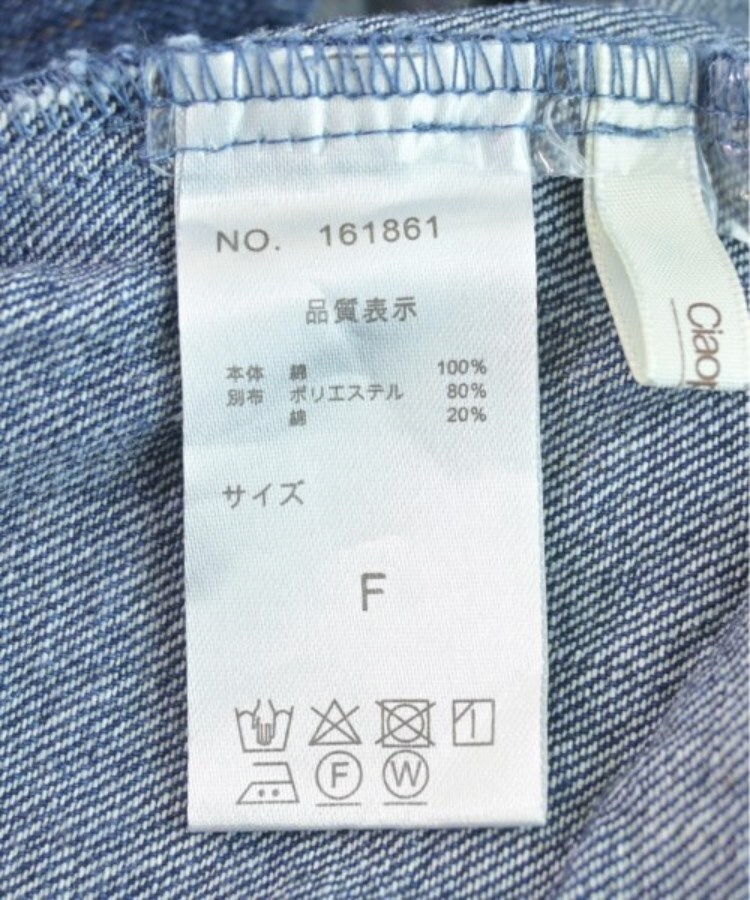 NO. 161861
品質表示
本体 綿 100%
別布 ポリエステル 80%
綿 20%
サイズ
F
F W
Ciaop